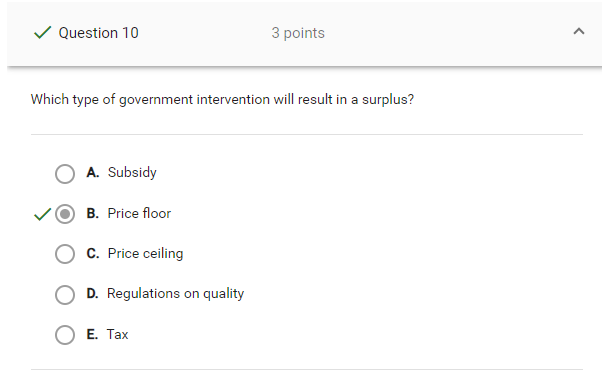 Question 10 3 points
Which type of government intervention will result in a surplus?
A. Subsidy
B. Price floor
C. Price ceiling
D. Regulations on quality
E. Tax